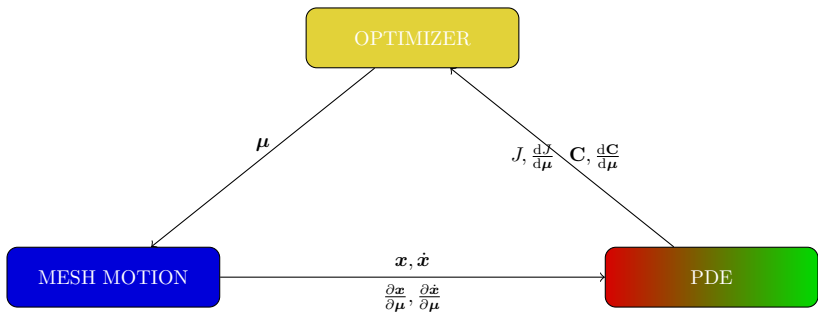 OPTIMIZER
𝝁
J, dJ/d𝝁 𝐂, d𝐂/d𝝁
MESH MOTION
𝒙, 𝒙̇
∂𝒙/∂𝝁, ∂𝒙̇/∂𝝁
PDE